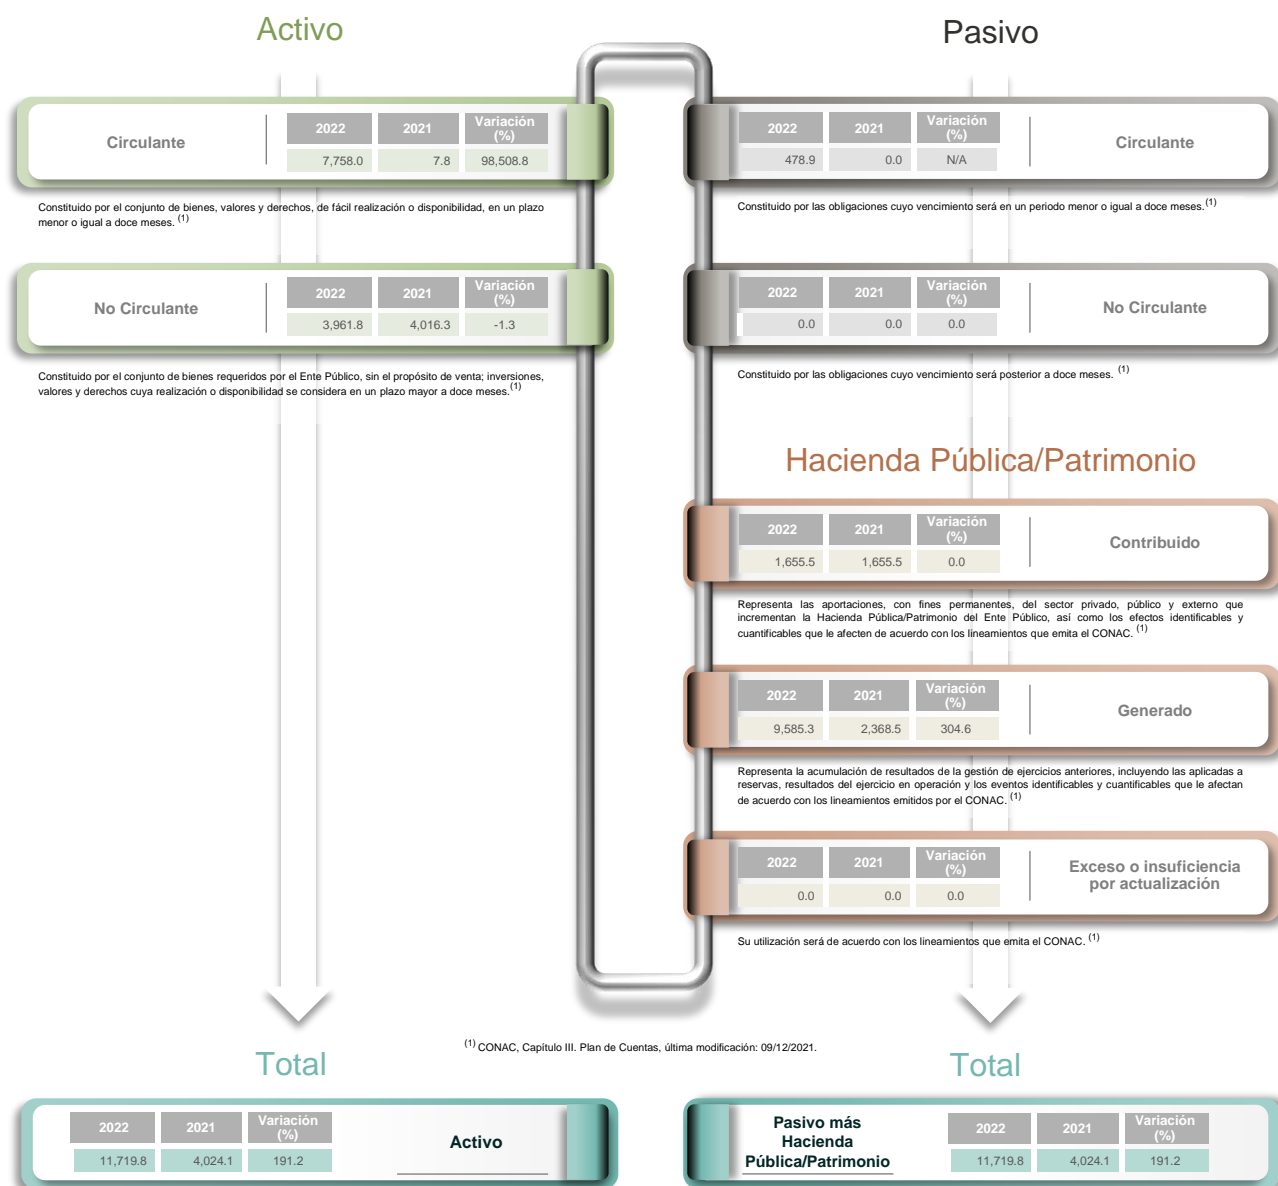 Activo
Circulante
2022 2021 Variación (%)
7,758.0 7.8 98,508.8
Constituido por el conjunto de bienes, valores y derechos, de fácil realización o disponibilidad, en un plazo
menor o igual a doce meses. (1)
No Circulante
2022 2021 Variación (%)
3,961.8 4,016.3 -1.3
Constituido por el conjunto de bienes requeridos por el Ente Público, sin el propósito de venta; inversiones,
valores y derechos cuya realización o disponibilidad se considera en un plazo mayor a doce meses. (1)
Pasivo
2022 2021 Variación (%)
478.9 0.0 N/A
Circulante
Constituido por las obligaciones cuyo vencimiento será en un periodo menor o igual a doce meses. (1)
2022 2021 Variación (%)
0.0 0.0 0.0
No Circulante
Constituido por las obligaciones cuyo vencimiento será posterior a doce meses. (1)
Hacienda Pública/Patrimonio
2022 2021 Variación (%)
1,655.5 1,655.5 0.0
Contribuido
Representa las aportaciones, con fines permanentes, del sector privado, público y externo que
incrementan la Hacienda Pública/Patrimonio del Ente Público, así como los efectos identificables y
cuantificables que le afecten de acuerdo con los lineamientos que emita el CONAC. (1)
2022 2021 Variación (%)
9,585.3 2,368.5 304.6
Generado
Representa la acumulación de resultados de la gestión de ejercicios anteriores, incluyendo las aplicadas a
reservas, resultados del ejercicio en operación y los eventos identificables y cuantificables que le afectan
de acuerdo con los lineamientos emitidos por el CONAC. (1)
2022 2021 Variación (%)
0.0 0.0 0.0
Exceso o insuficiencia
por actualización
Su utilización será de acuerdo con los lineamientos que emita el CONAC. (1)
(1) CONAC, Capítulo III. Plan de Cuentas, última modificación: 09/12/2021.
Total
2022 2021 Variación (%)
11,719.8 4,024.1 191.2
Activo
Total
Pasivo más
Hacienda
Pública/Patrimonio
2022 2021 Variación (%)
11,719.8 4,024.1 191.2